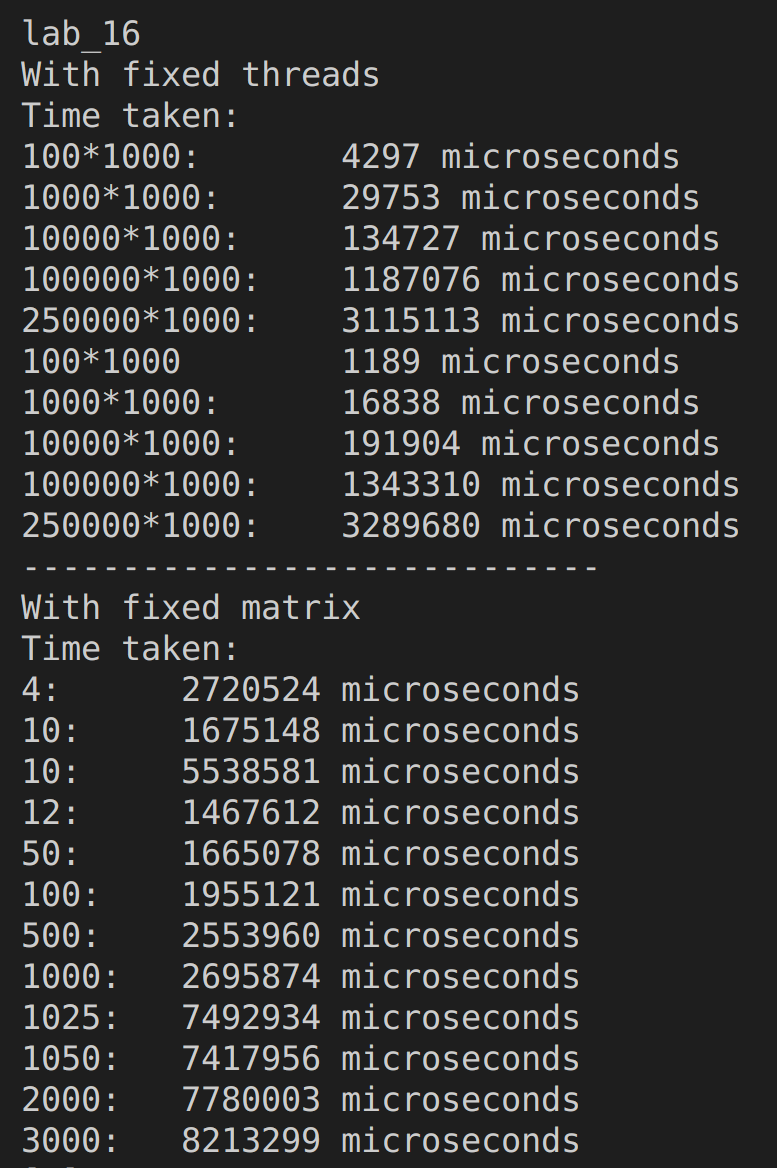 lab_16
With fixed threads
Time taken:
100*1000:       4297 microseconds
1000*1000:      29753 microseconds
10000*1000:     134727 microseconds
100000*1000:    1187076 microseconds
250000*1000:    3115113 microseconds
100*1000        1189 microseconds
1000*1000:      16838 microseconds
10000*1000:     191904 microseconds
100000*1000:    1343310 microseconds
250000*1000:    3289680 microseconds
-----------------------------
With fixed matrix
Time taken:
4:      2720524 microseconds
10:     1675148 microseconds
10:     5538581 microseconds
12:     1467612 microseconds
50:     1665078 microseconds
100:    1955121 microseconds
500:    2553960 microseconds
1000:   2695874 microseconds
1025:   7492934 microseconds
1050:   7417956 microseconds
2000:   7780003 microseconds
3000:   8213299 microseconds